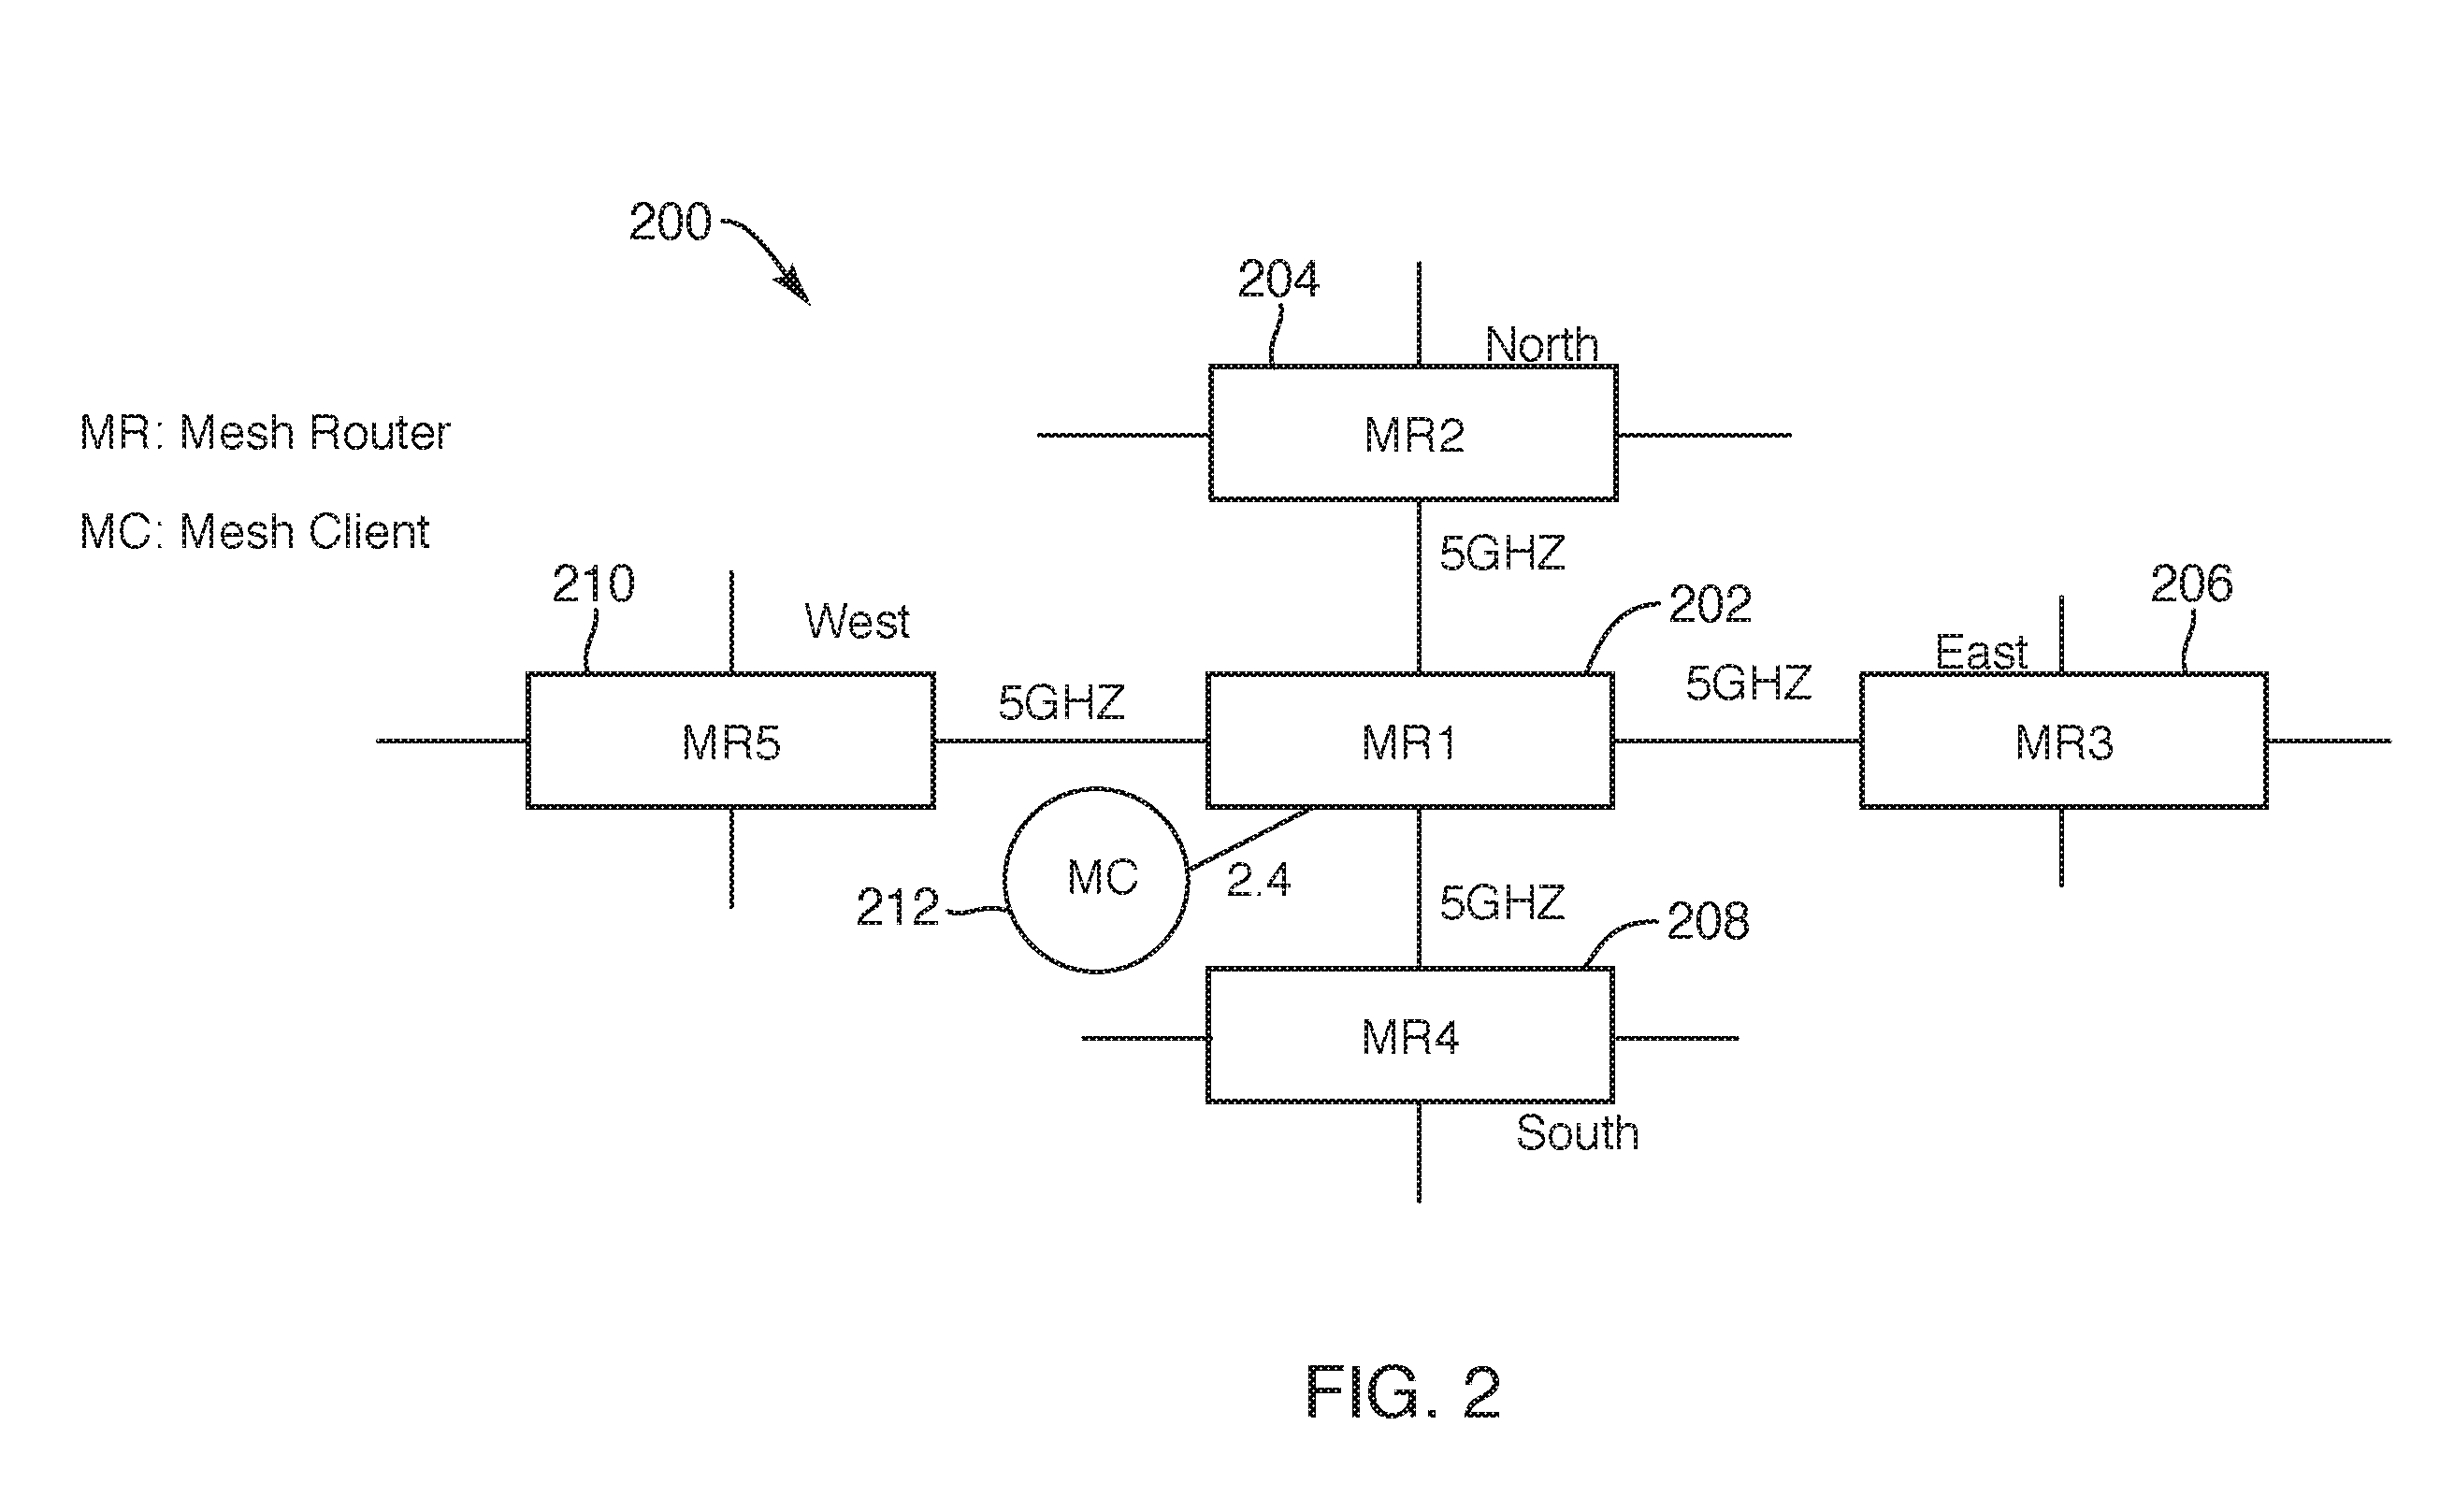 200
204
North
MR: Mesh Router
MR2
MC: Mesh Client
5GHZ
210
West
202
206
East
5GHZ
5GHZ
MR5
MR1
MR3
MC
2.4
212
5GHZ
208
MR4
South
FIG. 2